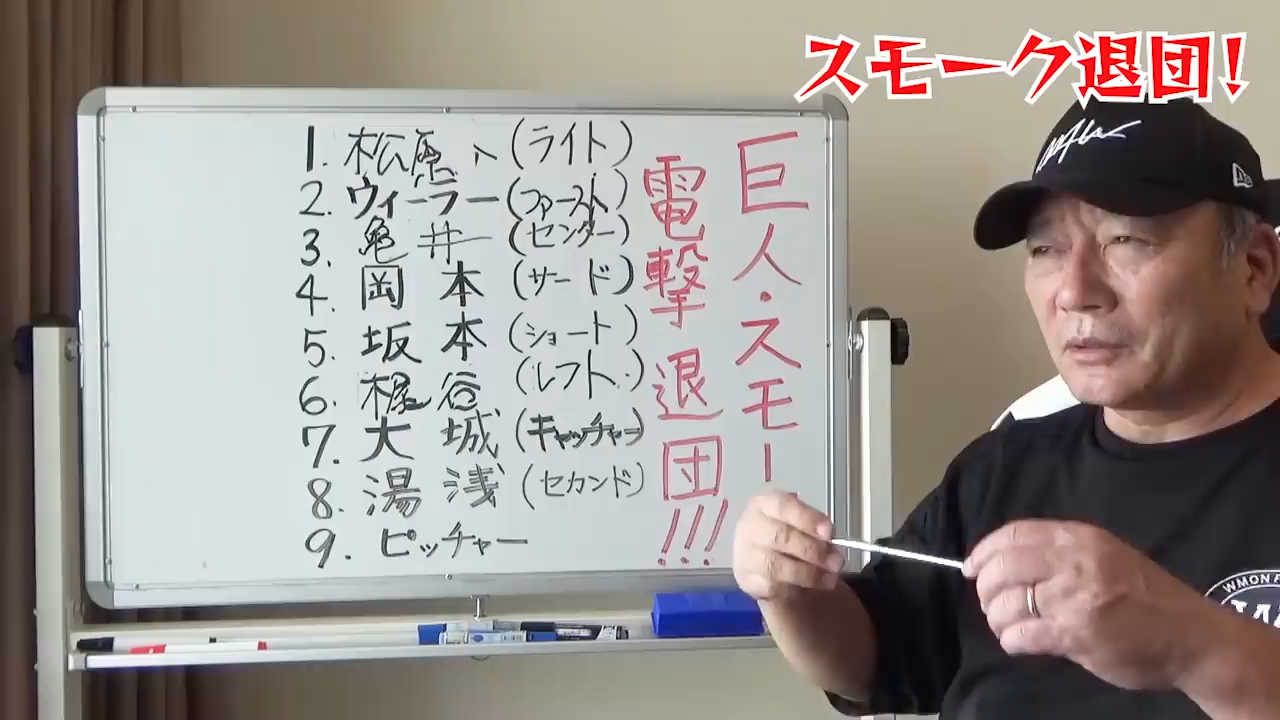 スモーク退団!
巨人・スモー
電撃退団!!!
1. 松原 (ライト)
2. ウィーラー (ファースト)
3. 亀井 (センター)
4. 岡本 (サード)
5. 坂本 (ショート)
6. 梶谷 (レフト)
7. 大城 (キャッチャー)
8. 湯浅 (セカンド)
9. ピッチャー
WMON